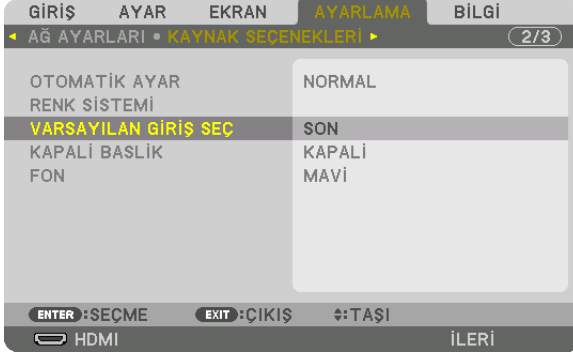 GİRİŞ AYAR EKRAN AYARLAMA BİLGİ
AĞ AYARLARI • KAYNAK SEÇENEKLERİ 2/3
OTOMATİK AYAR NORMAL
RENK SİSTEMİ
VARSAYILAN GİRİŞ SEÇ SON
KAPALİ BASLİK KAPALİ
FON MAVİ
ENTER :SEÇME EXIT :ÇIKIŞ :TAŞI
HDMI İLERİ